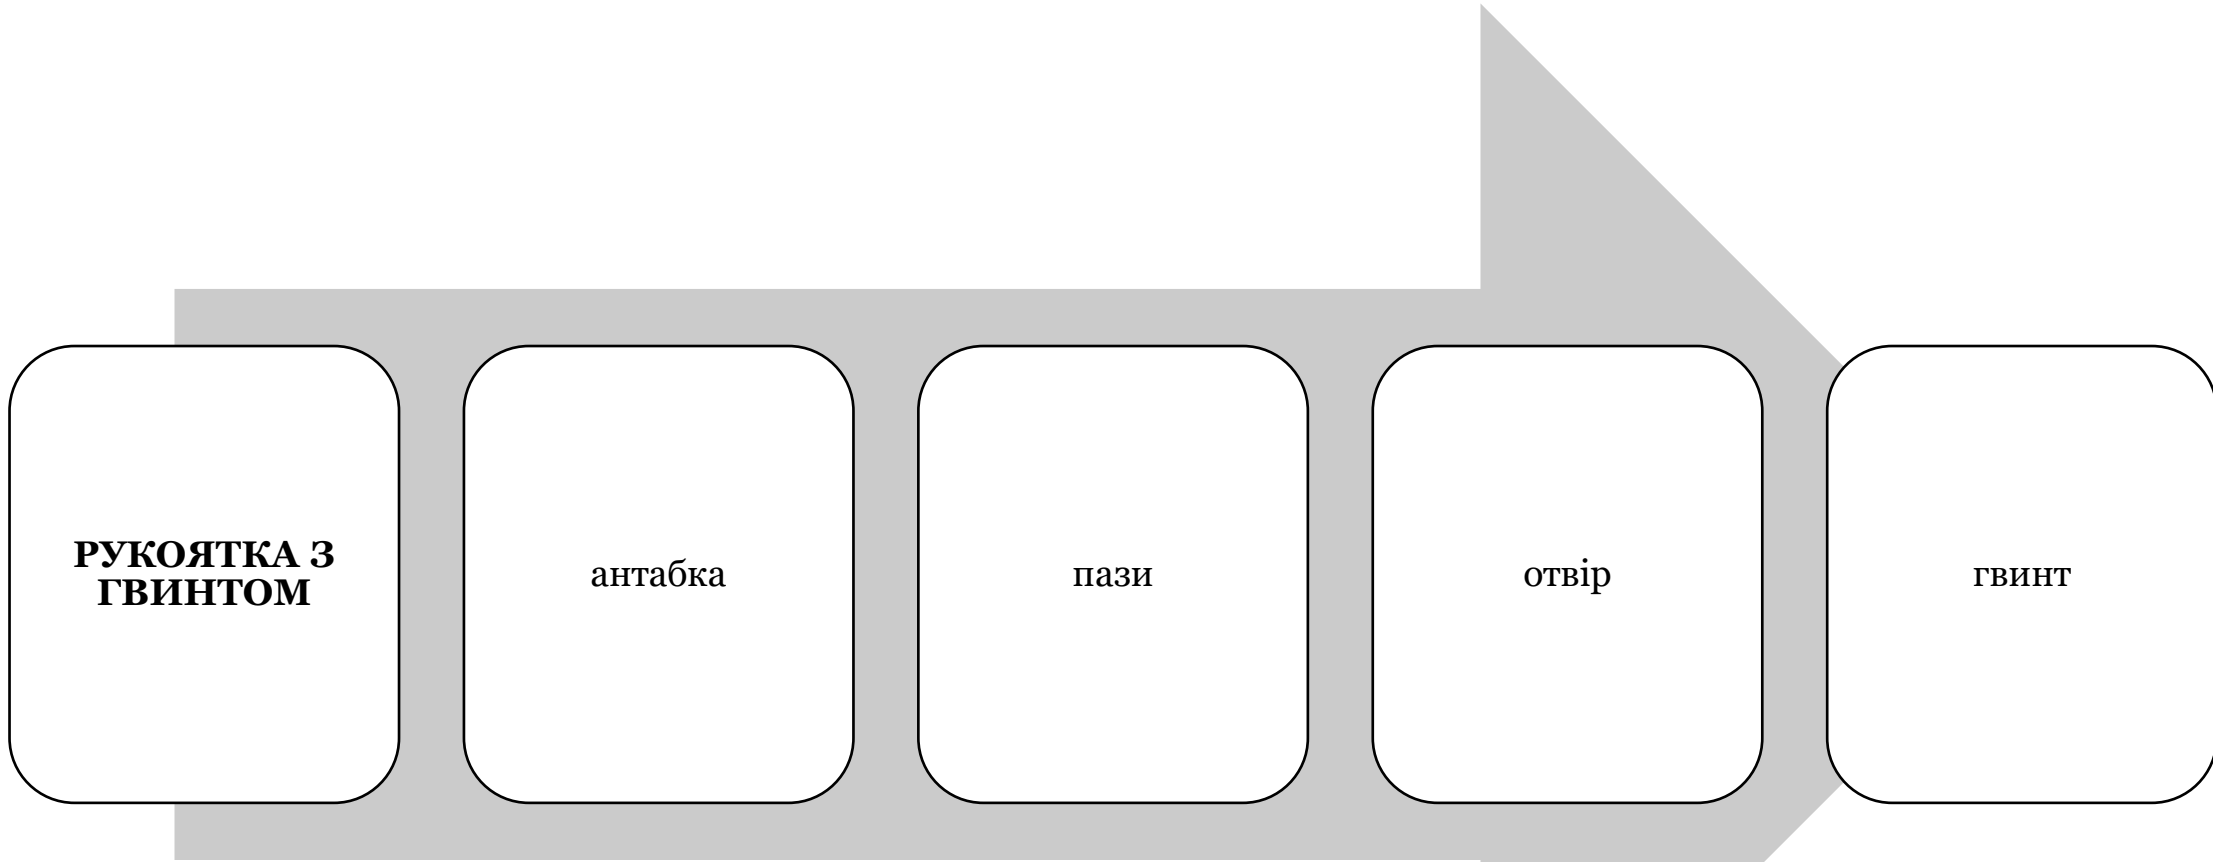 РУКОЯТКА З
ГВИНТОМ
антабка
пази
отвір
гвинт